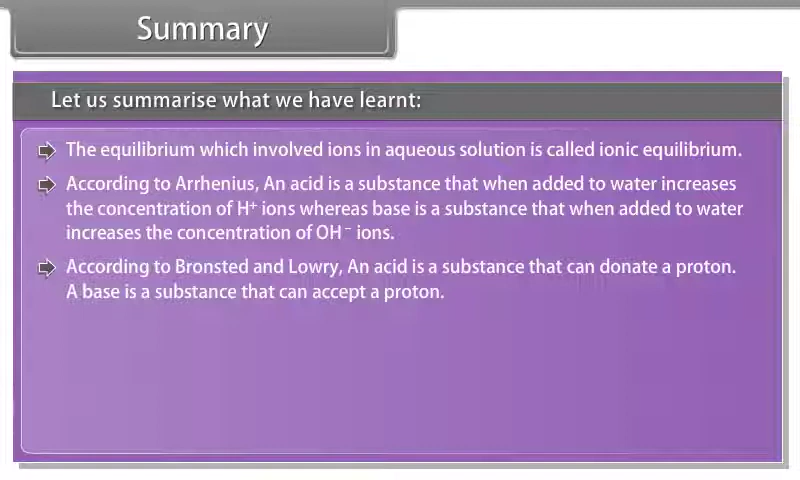 Summary
Let us summarise what we have learnt:
The equilibrium which involved ions in aqueous solution is called ionic equilibrium.
According to Arrhenius, An acid is a substance that when added to water increases
the concentration of H⁺ ions whereas base is a substance that when added to water
increases the concentration of OH⁻ ions.
According to Bronsted and Lowry, An acid is a substance that can donate a proton.
A base is a substance that can accept a proton.